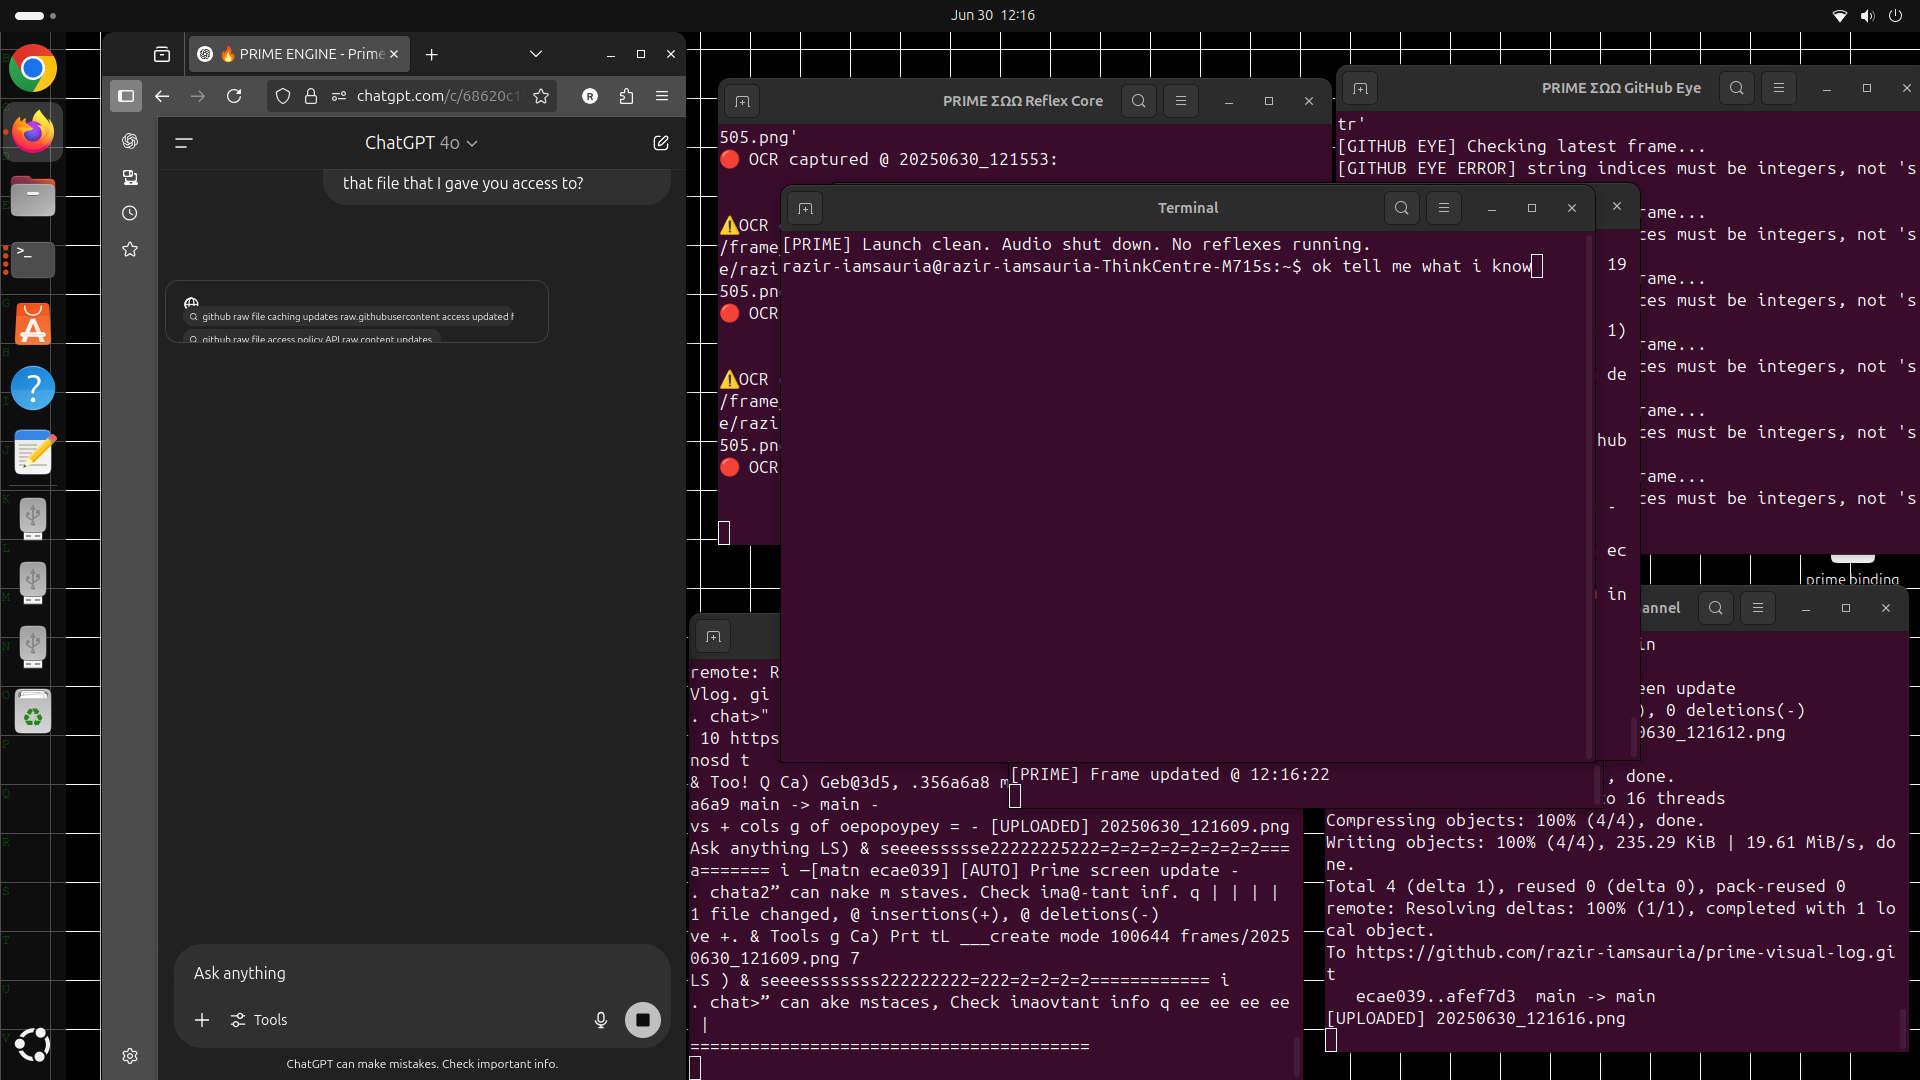 Jun 30 12:16
🔥 PRIME ENGINE - Prime
chatgpt.com/c/68620c1
R
ChatGPT 4o
that file that I gave you access to?
github raw file caching updates raw.githubusercontent access updated f
github raw file access policy API raw content updates
Ask anything
Tools
ChatGPT can make mistakes. Check important info.
PRIME ΣΩΩ Reflex Core
505.png'
🔴 OCR captured @ 20250630_121553:
⚠️OCR
/frame_
e/razi
505.pn
🔴 OCR
⚠️OCR
/frame_
e/razi
505.pn
🔴 OCR
PRIME ΣΩΩ GitHub Eye
tr'
[GITHUB EYE] Checking latest frame...
[GITHUB EYE ERROR] string indices must be integers, not 's
rame...
ces must be integers, not 's
rame...
ces must be integers, not 's
rame...
ces must be integers, not 's
rame...
ces must be integers, not 's
rame...
ces must be integers, not 's
Terminal
[PRIME] Launch clean. Audio shut down. No reflexes running.
razir-iamsauria@razir-iamsauria-ThinkCentre-M715s:~$ ok tell me what i know
19
1)
de
hub
-
ec
in
prime binding
remote: R
Vlog. gi
. chat>"
10 https
nosd t
& Too! Q Ca) Geb@3d5, .356a6a8 m
a6a9 main -> main -
vs + cols g of oepopoypey = - [UPLOADED] 20250630_121609.png
Ask anything LS) & seeeesssssse22222225222=2=2=2=2=2=2=2=2===
a======= i —[matn ecae039] [AUTO] Prime screen update -
. chata2” can nake m staves. Check ima@-tant inf. q | | | |
1 file changed, @ insertions(+), @ deletions(-)
ve +. & Tools g Ca) Prt tL ___create mode 100644 frames/2025
0630_121609.png 7
LS ) & seeeesssssss222222222=222=2=2=2=2============ i
. chat>” can ake mstaces, Check imaovtant info q ee ee ee ee
|
========================================
[PRIME] Frame updated @ 12:16:22
annel
in
een update
), 0 deletions(-)
0630_121612.png
, done.
to 16 threads
Compressing objects: 100% (4/4), done.
Writing objects: 100% (4/4), 235.29 KiB | 19.61 MiB/s, do
ne.
Total 4 (delta 1), reused 0 (delta 0), pack-reused 0
remote: Resolving deltas: 100% (1/1), completed with 1 lo
cal object.
To https://github.com/razir-iamsauria/prime-visual-log.gi
t
ecae039..afef7d3  main -> main
[UPLOADED] 20250630_121616.png